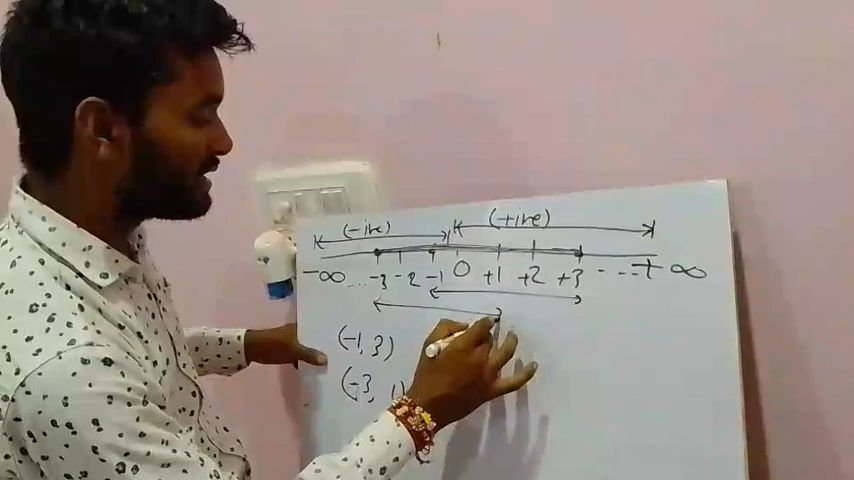 (-ive) (+ive)
-∞ .... -3 -2 -1 0 +1 +2 +3 ----- +∞
(-1, 3)
(-3, 1)